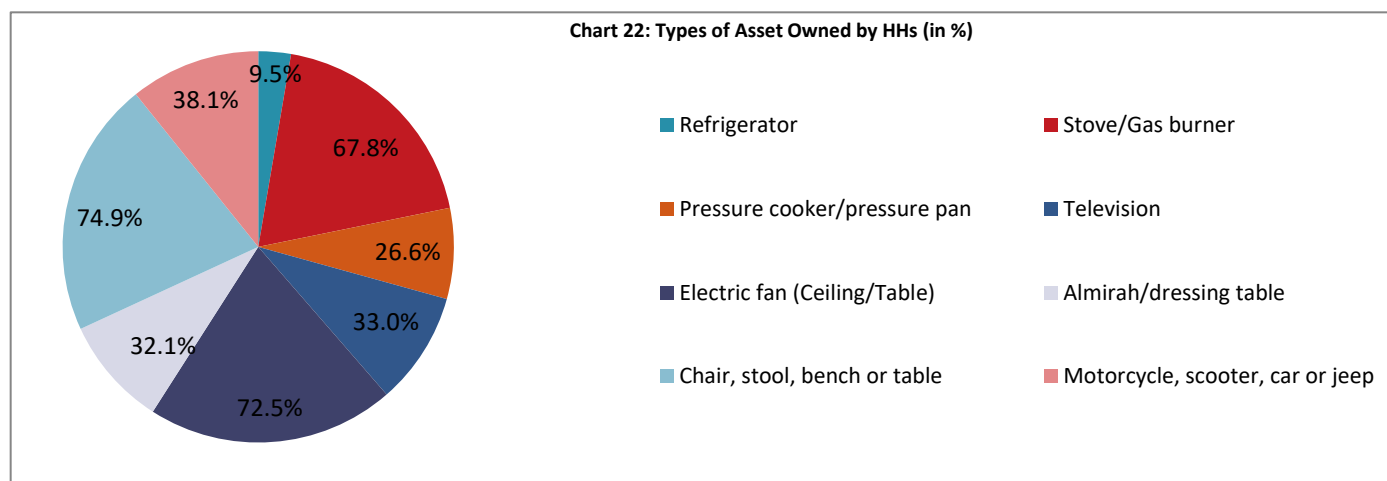 Chart 22: Types of Asset Owned by HHs (in %)
9.5%
38.1%
67.8%
74.9%
26.6%
33.0%
32.1%
72.5%
Refrigerator
Stove/Gas burner
Pressure cooker/pressure pan
Television
Electric fan (Ceiling/Table)
Almirah/dressing table
Chair, stool, bench or table
Motorcycle, scooter, car or jeep